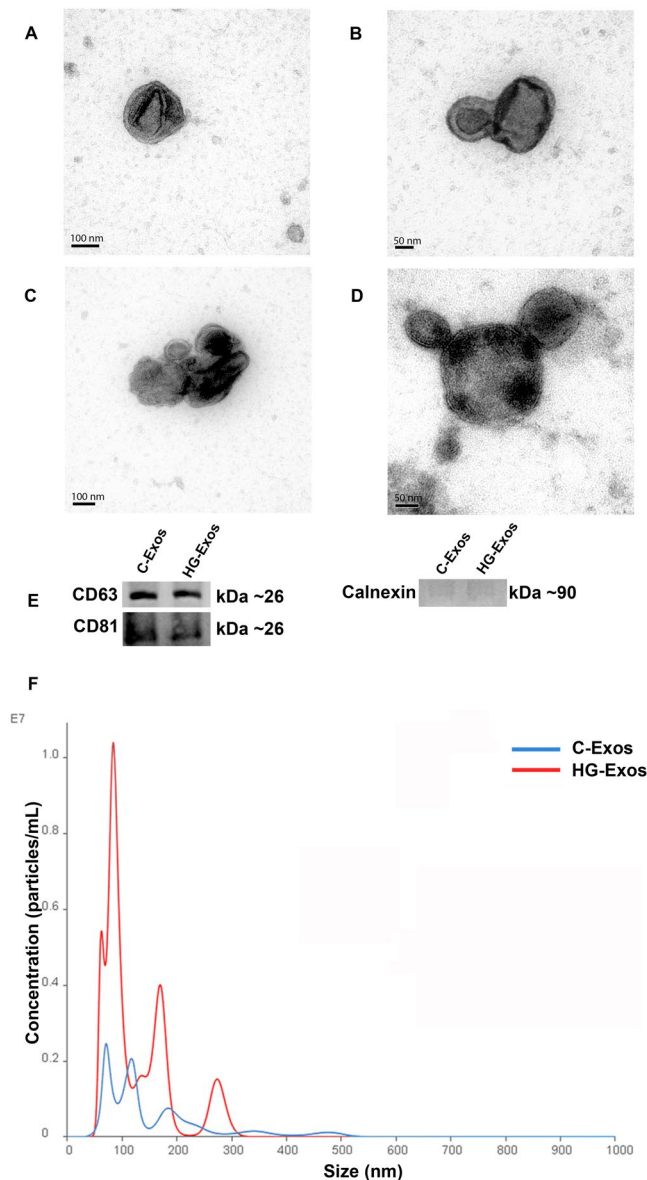 A
B
100 nm
50 nm
C
D
100 nm
50 nm
C-Exos
HG-Exos
C-Exos
HG-Exos
E
CD63
kDa ~26
Calnexin
kDa ~90
CD81
kDa ~26
F
E7
C-Exos
HG-Exos
1.0
0.8
0.6
0.4
0.2
0
Concentration (particles/mL)
0 100 200 300 400 500 600 700 800 900 1000
Size (nm)